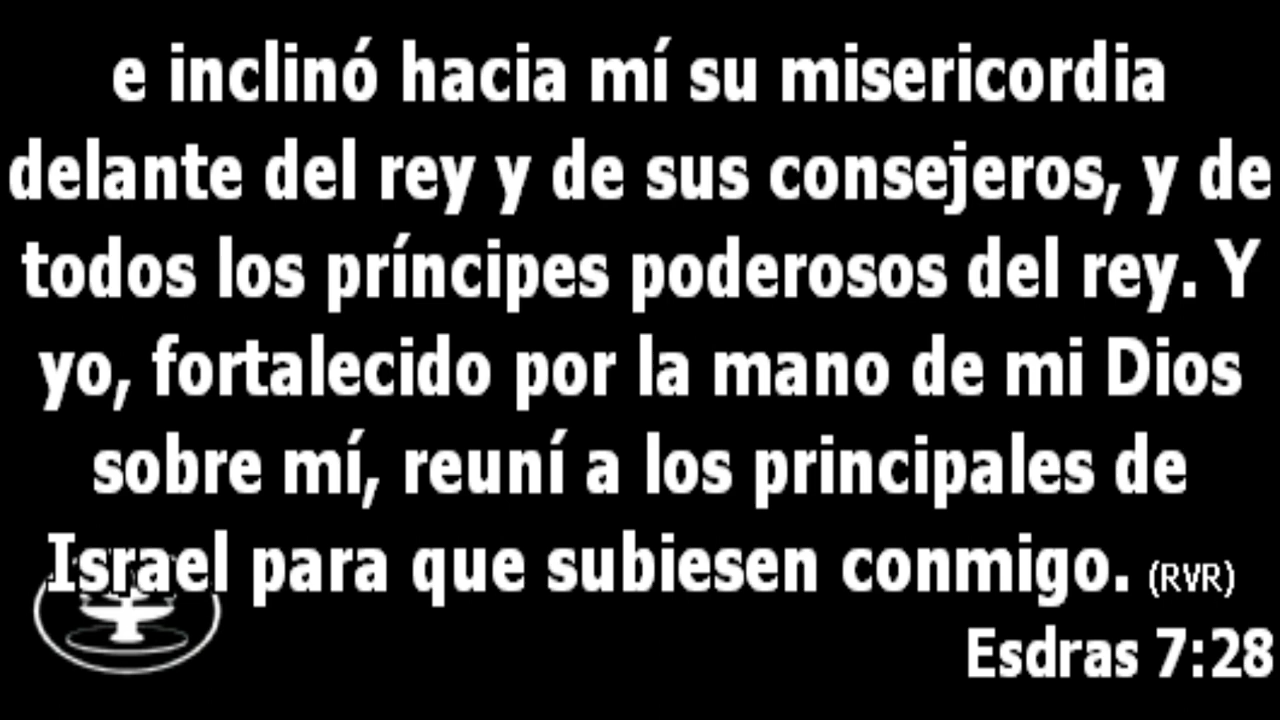 e inclinó hacia mí su misericordia
delante del rey y de sus consejeros, y de
todos los príncipes poderosos del rey. Y
yo, fortalecido por la mano de mi Dios
sobre mí, reuní a los principales de
Israel para que subiesen conmigo. (RVR)
Esdras 7:28